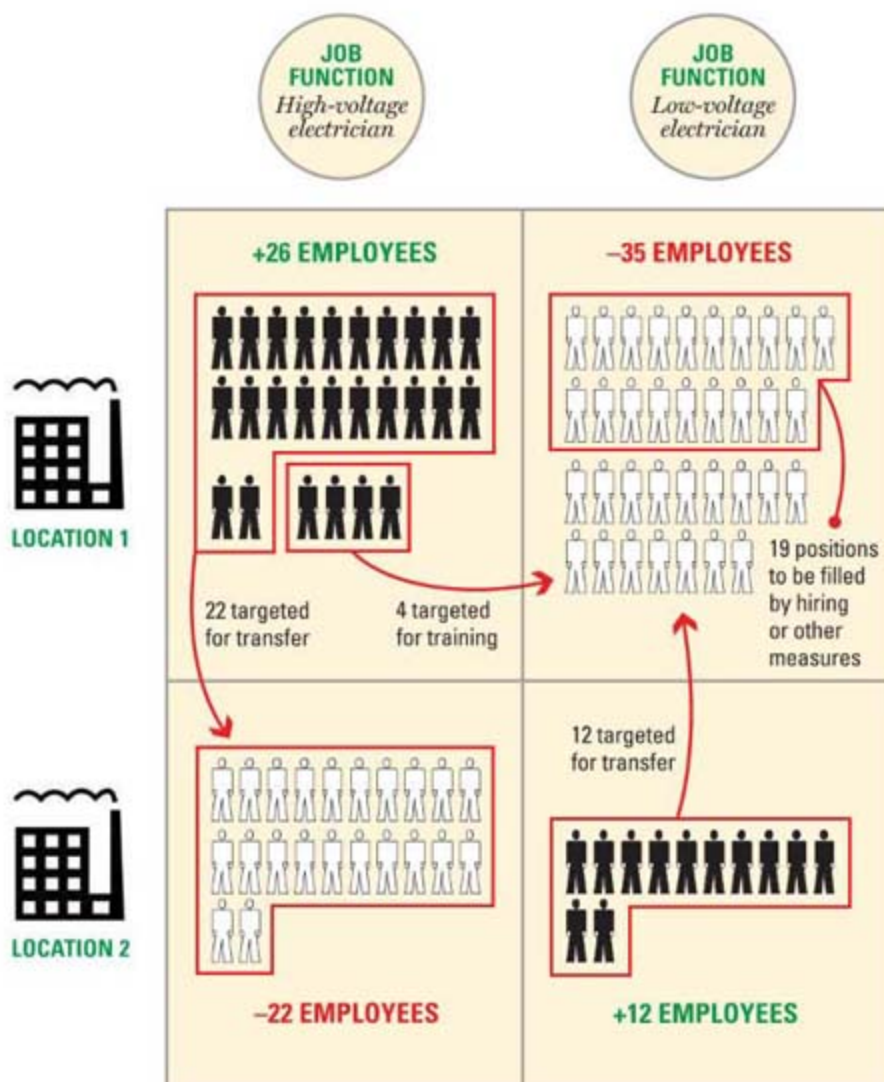 JOB
FUNCTION
High-voltage
electrician
JOB
FUNCTION
Low-voltage
electrician
+26 EMPLOYEES
–35 EMPLOYEES
LOCATION 1
22 targeted
for transfer
4 targeted
for training
19 positions
to be filled
by hiring
or other
measures
12 targeted
for transfer
LOCATION 2
–22 EMPLOYEES
+12 EMPLOYEES